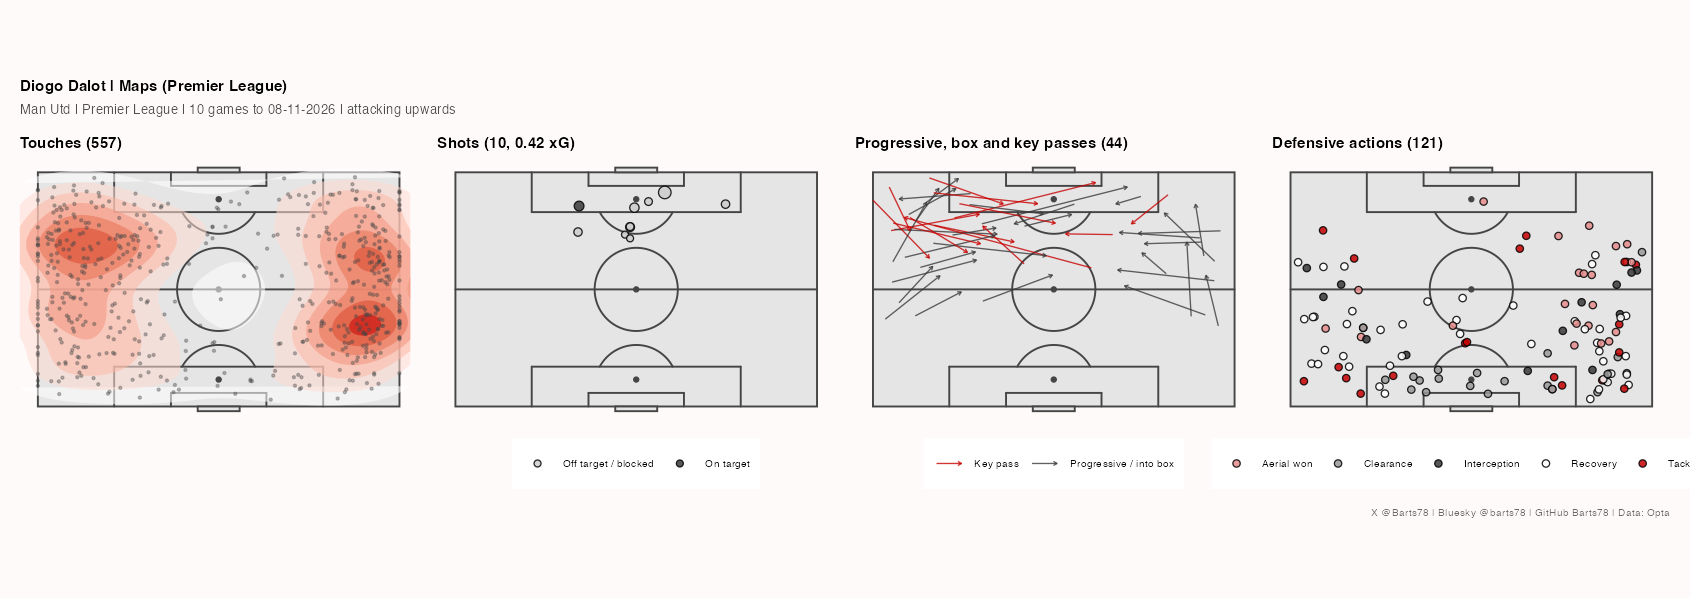 Diogo Dalot | Maps (Premier League)
Man Utd | Premier League | 10 games to 08-11-2026 | attacking upwards
Touches (557)
Shots (10, 0.42 xG)
Progressive, box and key passes (44)
Defensive actions (121)
Off target / blocked
On target
Key pass
Progressive / into box
Aerial won
Clearance
Interception
Recovery
Tack
X @Barts78 | Bluesky @barts78 | GitHub Barts78 | Data: Opta